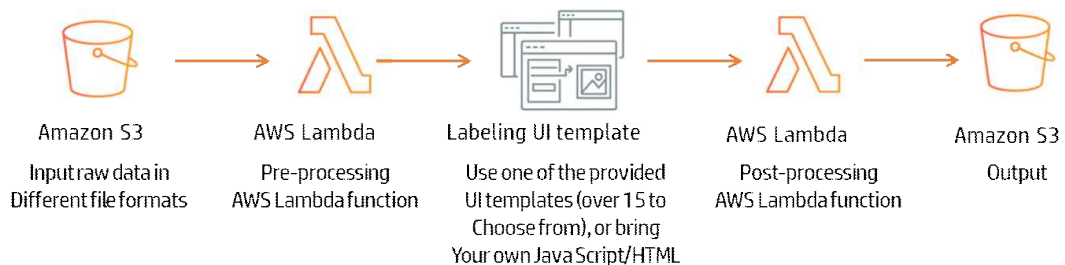 Amazon S3
Input raw data in
Different file formats
AWS Lambda
Pre-processing
AWS Lambda function
Labeling UI template
Use one of the provided
UI templates (over 15 to
Choose from), or bring
Your own Java Script/HTML
AWS Lambda
Post-processing
AWS Lambda function
Amazon S3
Output